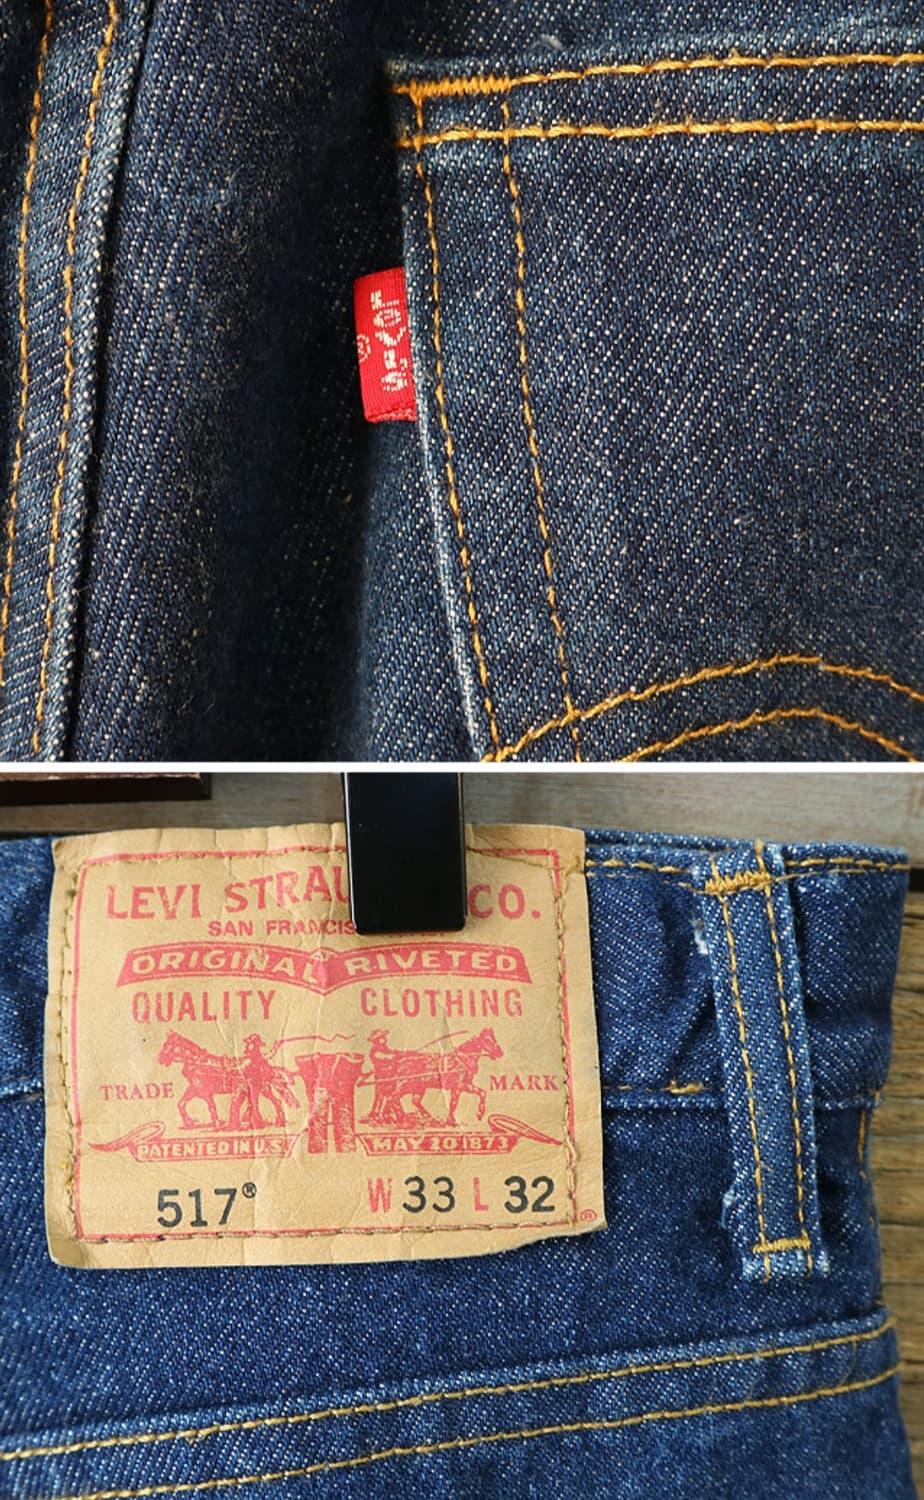 LEVI'S
®
LEVI STRAU CO.
SAN FRANCIS
ORIGINAL RIVETED
QUALITY CLOTHING
TRADE MARK
PATENTED IN U.S. MAY 20 1873
517® W 33 L 32
®